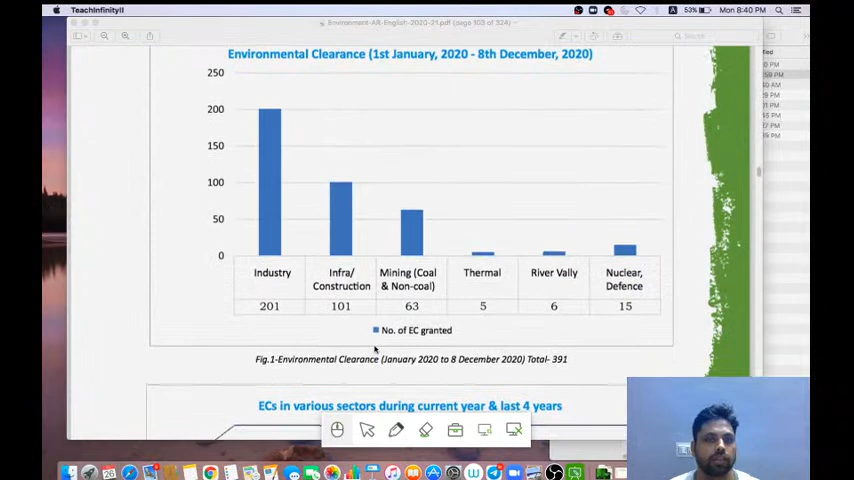 TeachInfinityII
53%
A
Mon 8:40 PM
Environment-AR-English-2020-21.pdf (page 103 of 324)
Search
Environmental Clearance (1st January, 2020 - 8th December, 2020)
250
200
150
100
50
0
Industry
Infra/
Construction
Mining (Coal
& Non-coal)
Thermal
River Vally
Nuclear,
Defence
201 101 63 5 6 15
No. of EC granted
Fig.1-Environmental Clearance (January 2020 to 8 December 2020) Total- 391
ECs in various sectors during current year & last 4 years